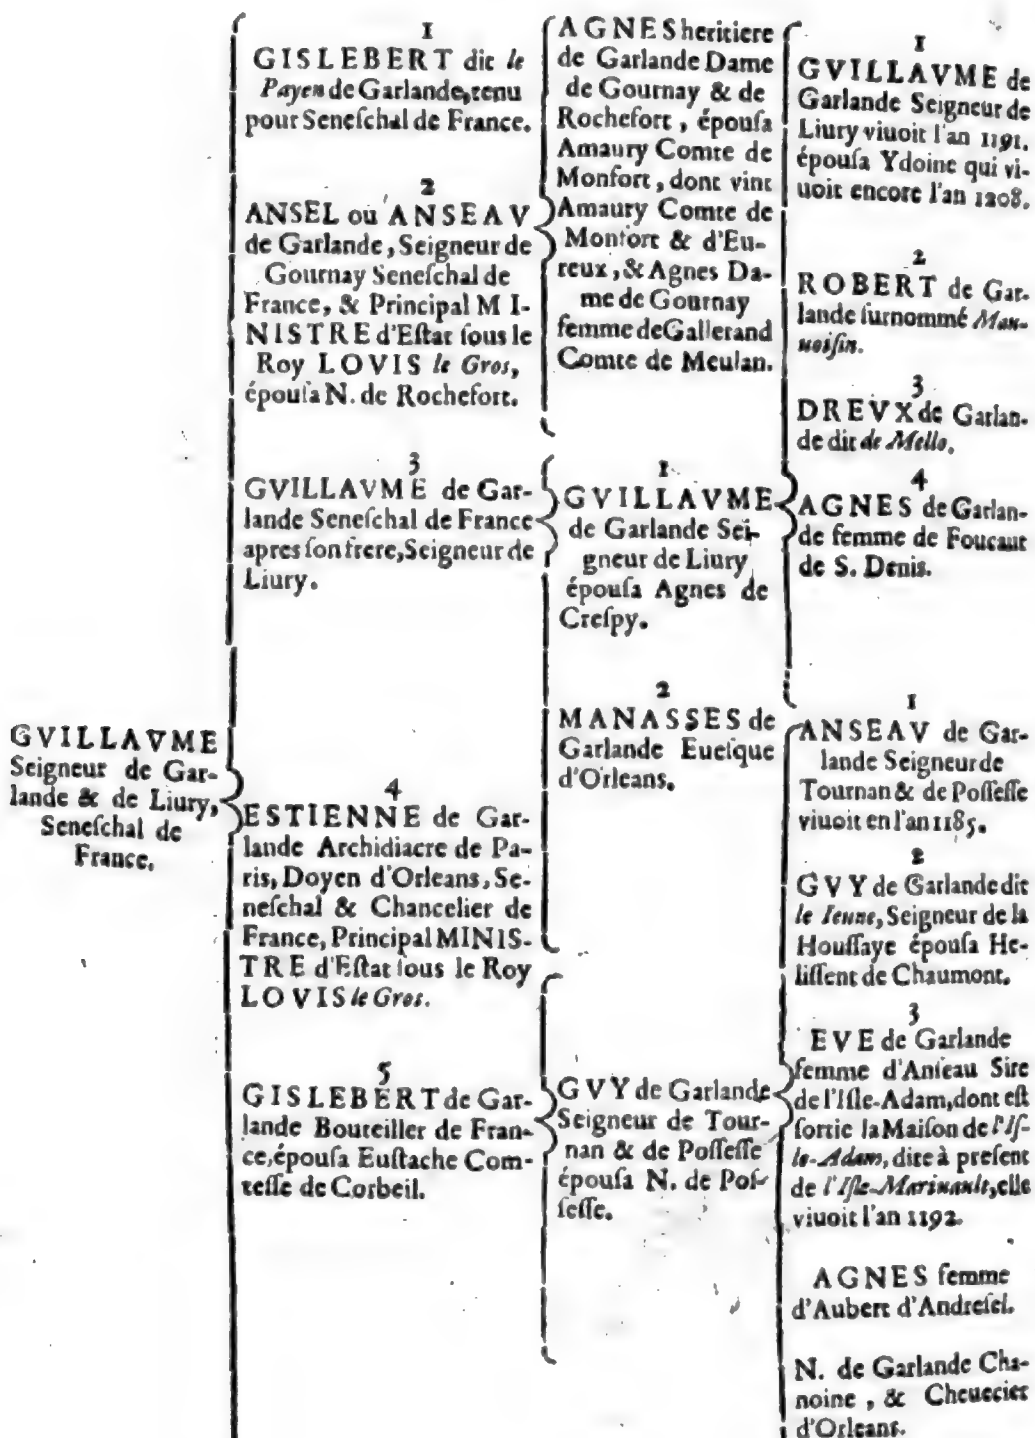 GVILLAVME
Seigneur de Gar-
lande & de Liury,
Seneſchal de
France.
1
GISLEBERT dit le
Payen de Garlande, tenu
pour Seneſchal de France.
2
ANSEL ou ANSEAV
de Garlande, Seigneur de
Gournay Seneſchal de
France, & Principal MI-
NISTRE d'Eſtat ſous le
Roy LOVIS le Gros,
épouſa N. de Rochefort.
3
GVILLAVME de Gar-
lande Seneſchal de France
apres ſon frere, Seigneur de
Liury.
4
ESTIENNE de Gar-
lande Archidiacre de Pa-
ris, Doyen d'Orleans, Se-
neſchal & Chancelier de
France, Principal MINIS-
TRE d'Eſtat ſous le Roy
LOVIS le Gros.
5
GISLEBERT de Gar-
lande Bouteiller de Fran-
ce, épouſa Euſtache Com-
teſſe de Corbeil.
AGNES heritiere
de Garlande Dame
de Gournay & de
Rochefort, épouſa
Amaury Comte de
Monfort, dont vint
Amaury Comte de
Montort & d'Eu-
reux, & Agnes Da-
me de Gournay
femme de Gallerand
Comte de Meulan.
1
GVILLAVME
de Garlande Sei-
gneur de Liury
épouſa Agnes de
Creſpy.
2
MANASSES de
Garlande Eueſque
d'Orleans.
GVY de Garlande
Seigneur de Tour-
nan & de Poſſeſſe
épouſa N. de Poſ-
ſeſſe.
1
GVILLAVME de
Garlande Seigneur de
Liury viuoit l'an 1191.
épouſa Ydoine qui vi-
uoit encore l'an 1208.
2
ROBERT de Gar-
lande ſurnommé Mau-
uoiſin.
3
DREVX de Garlan-
de dit de Mello.
4
AGNES de Garlan-
de femme de Foucaut
de S. Denis.
1
ANSEAV de Gar-
lande Seigneur de
Tournan & de Poſſeſſe
viuoit en l'an 1185.
2
GVY de Garlande dit
le Ieune, Seigneur de la
Houſſaye épouſa He-
liſſent de Chaumont.
3
EVE de Garlande
femme d'Anſeau Sire
de l'Iſle-Adam, dont eſt
ſortie la Maiſon de l'Iſ-
le-Adam, dite à preſent
de l'Iſle-Mariuault, elle
viuoit l'an 1192.
AGNES femme
d'Aubert d'Andreſel.
N. de Garlande Cha-
noine, & Cheuecier
d'Orleans.